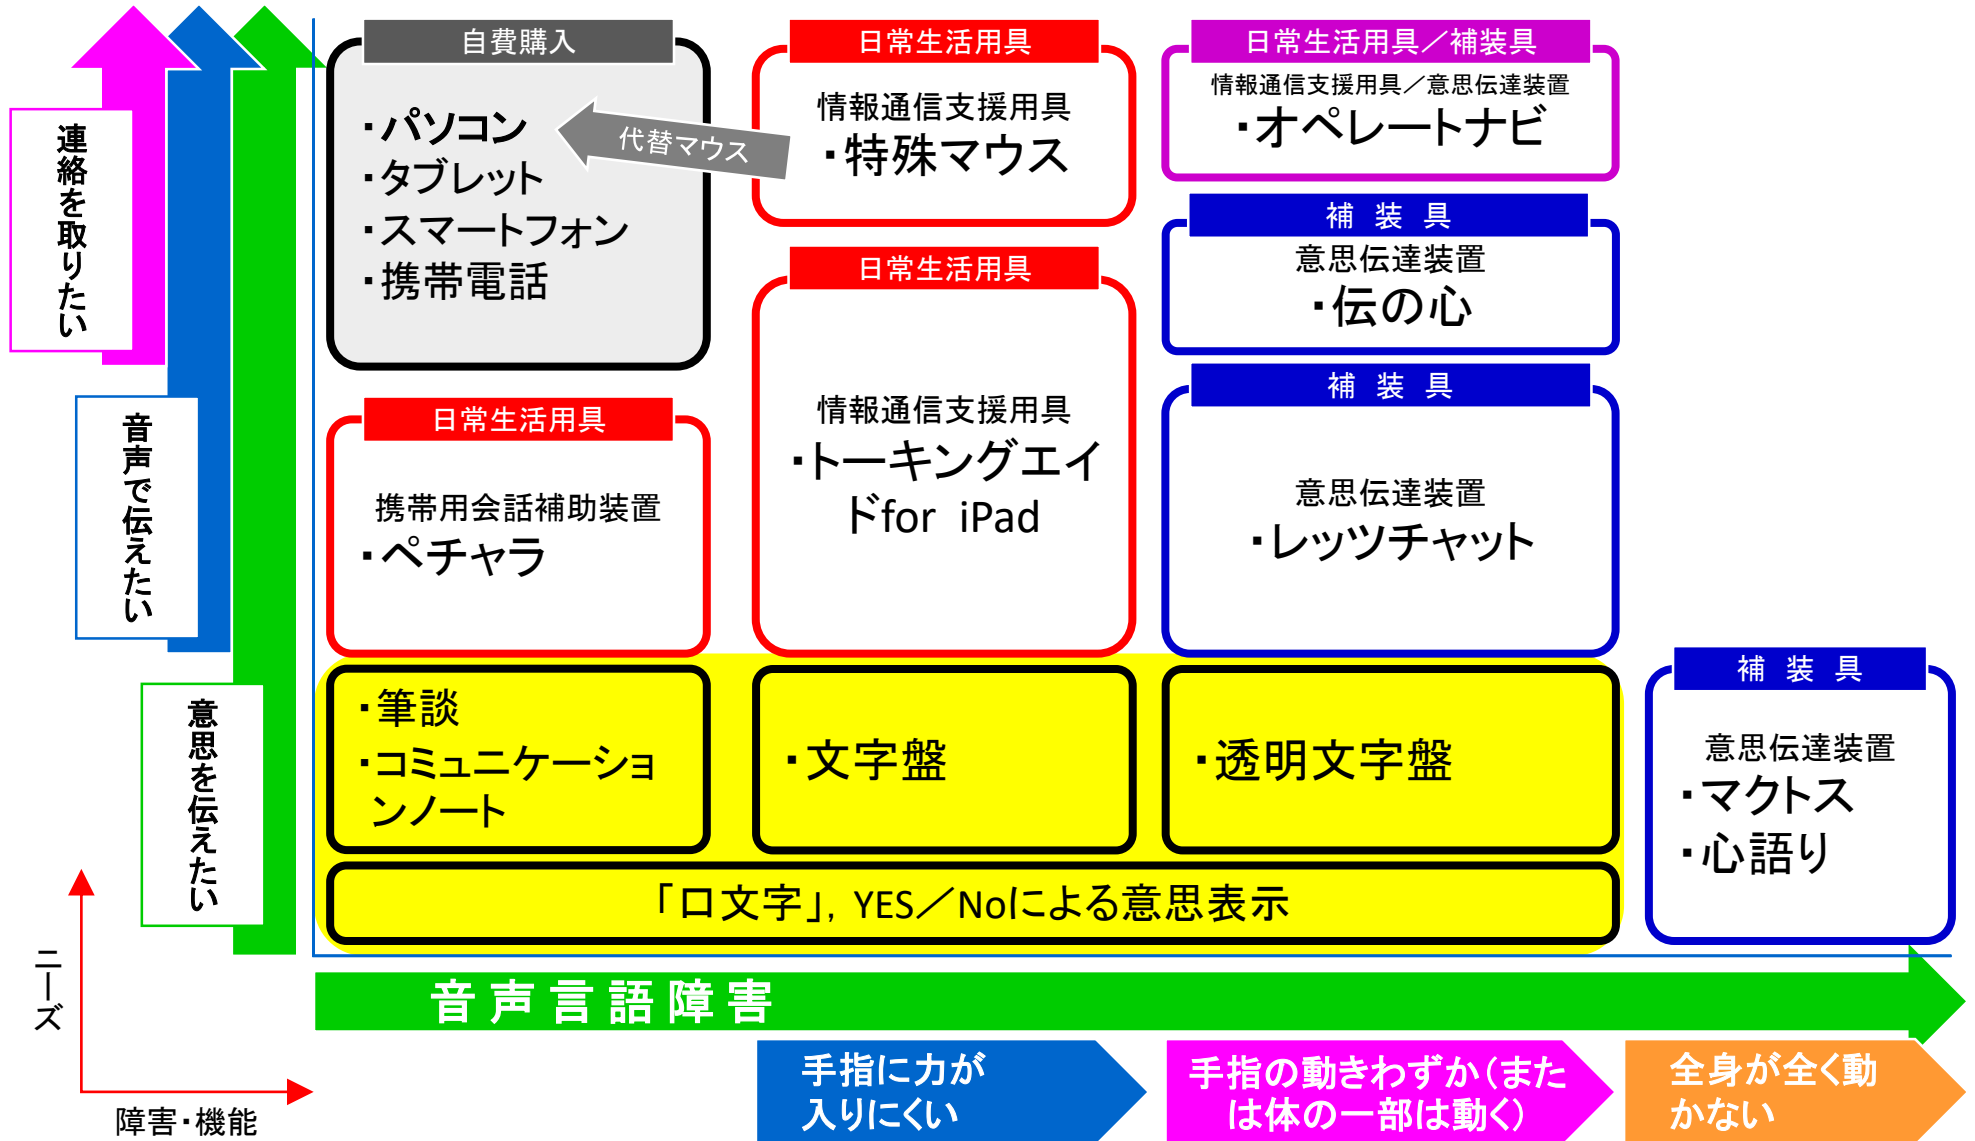 連絡を取りたい
音声で伝えたい
意思を伝えたい
ニーズ
障害・機能
自費購入
・パソコン
・タブレット
・スマートフォン
・携帯電話
代替マウス
日常生活用具
情報通信支援用具
・特殊マウス
日常生活用具／補装具
情報通信支援用具／意思伝達装置
・オペレートナビ
補 装 具
意思伝達装置
・伝の心
日常生活用具
携帯用会話補助装置
・ペチャラ
日常生活用具
情報通信支援用具
・トーキングエイ
ドfor iPad
補 装 具
意思伝達装置
・レッツチャット
・筆談
・コミュニケーショ
ンノート
・文字盤
・透明文字盤
補 装 具
意思伝達装置
・マクトス
・心語り
「口文字」，YES／Noによる意思表示
音声言語障害
手指に力が
入りにくい
手指の動きわずか（また
は体の一部は動く）
全身が全く動
かない